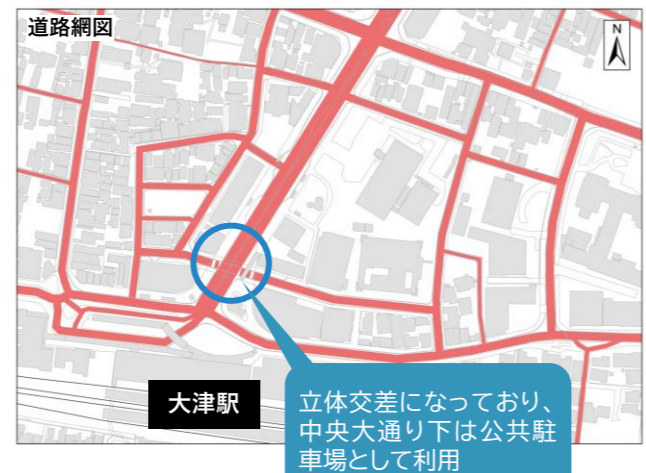 道路網図
N
大津駅
立体交差になっており、
中央大通り下は公共駐
車場として利用